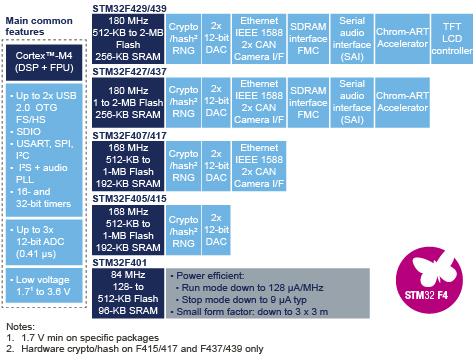 Main common
features
Cortex™-M4
(DSP + FPU)
• Up to 2x USB
2.0 OTG
FS/HS
• SDIO
• USART, SPI,
I²C
• I²S + audio
PLL
• 16- and
32-bit timers
• Up to 3x
12-bit ADC
(0.41 µs)
• Low voltage
1.7¹ to 3.6 V
STM32F429/439
180 MHz
512-KB to 2-MB
Flash
256-KB SRAM
Crypto
/hash²
RNG
2x
12-bit
DAC
Ethernet
IEEE 1588
2x CAN
Camera I/F
SDRAM
interface
FMC
Serial
audio
interface
(SAI)
Chrom-ART
Accelerator
TFT
LCD
controller
STM32F427/437
180 MHz
1 to 2-MB Flash
256-KB SRAM
Crypto
/hash²
RNG
2x
12-bit
DAC
Ethernet
IEEE 1588
2x CAN
Camera I/F
SDRAM
interface
FMC
Serial
audio
interface
(SAI)
Chrom-ART
Accelerator
STM32F407/417
168 MHz
512-KB to
1-MB Flash
192-KB SRAM
Crypto
/hash²
RNG
2x
12-bit
DAC
Ethernet
IEEE 1588
2x CAN
Camera I/F
STM32F405/415
168 MHz
512-KB to
1-MB Flash
192-KB SRAM
Crypto
/hash²
RNG
2x
12-bit
DAC
STM32F401
84 MHz
128- to
512-KB Flash
96-KB SRAM
• Power efficient:
• Run mode down to 128 µA/MHz
• Stop mode down to 9 µA typ
• Small form factor: down to 3 x 3 m
STM32 F4
Notes:
1. 1.7 V min on specific packages
2. Hardware crypto/hash on F415/417 and F437/439 only